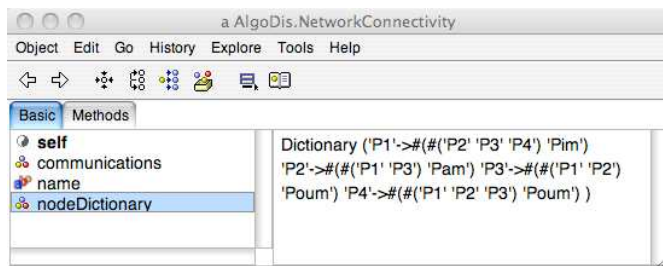 a AlgoDis.NetworkConnectivity
Object Edit Go History Explore Tools Help
Basic Methods
self
communications
name
nodeDictionary
Dictionary ('P1'->#(#('P2' 'P3' 'P4') 'Pim')
'P2'->#(#('P1' 'P3') 'Pam') 'P3'->#(#('P1' 'P2')
'Poum') 'P4'->#(#('P1' 'P2' 'P3') 'Poum') )